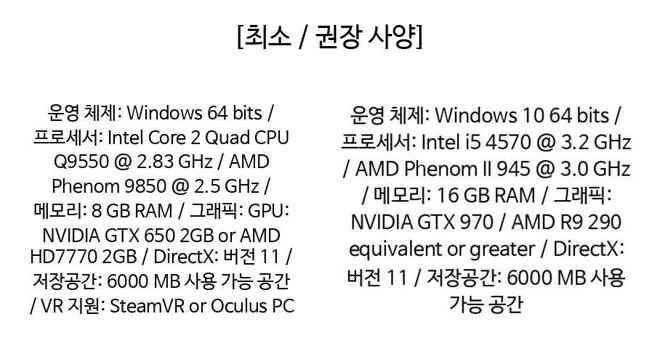 [최소 / 권장 사양]
운영 체제: Windows 64 bits /
프로세서: Intel Core 2 Quad CPU
Q9550 @ 2.83 GHz / AMD
Phenom 9850 @ 2.5 GHz /
메모리: 8 GB RAM / 그래픽: GPU:
NVIDIA GTX 650 2GB or AMD
HD7770 2GB / DirectX: 버전 11 /
저장공간: 6000 MB 사용 가능 공간
/ VR 지원: SteamVR or Oculus PC
운영 체제: Windows 10 64 bits /
프로세서: Intel i5 4570 @ 3.2 GHz
/ AMD Phenom II 945 @ 3.0 GHz
/ 메모리: 16 GB RAM / 그래픽:
NVIDIA GTX 970 / AMD R9 290
equivalent or greater / DirectX:
버전 11 / 저장공간: 6000 MB 사용
가능 공간